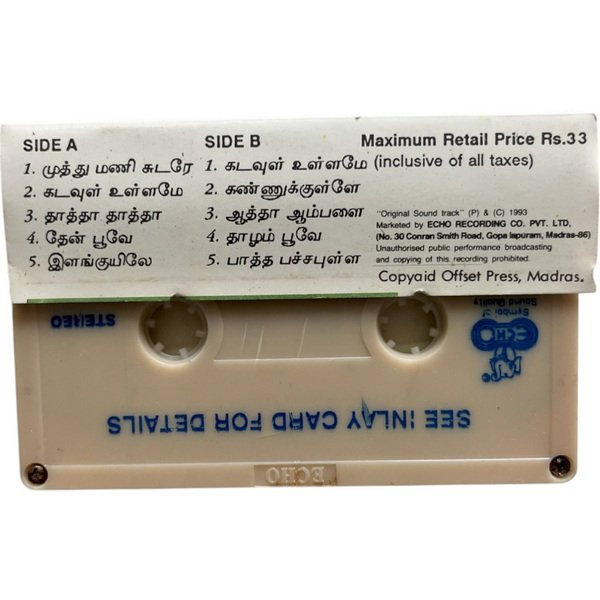 SIDE A
1. முத்து மணி சுடரே
2. கடவுள் உள்ளமே
3. தாத்தா தாத்தா
4. தேன் பூவே
5. இளங்குயிலே
SIDE B
1. கடவுள் உள்ளமே
2. கண்ணுக்குள்ளே
3. ஆத்தா ஆம்பளை
4. தாழம் பூவே
5. பாத்த பச்சபுள்ள
Maximum Retail Price Rs.33
(inclusive of all taxes)
"Original Sound track" (P) & (C) 1993
Marketed by ECHO RECORDING CO. PVT. LTD,
(No. 30 Conran Smith Road, Gopalapuram, Madras-86)
Unauthorised public performance broadcasting
and copying of this recording prohibited.
Copyaid Offset Press, Madras.
STEREO
Symbol of
Sound Quality
ECHO
SEE INLAY CARD FOR DETAILS
ECHO